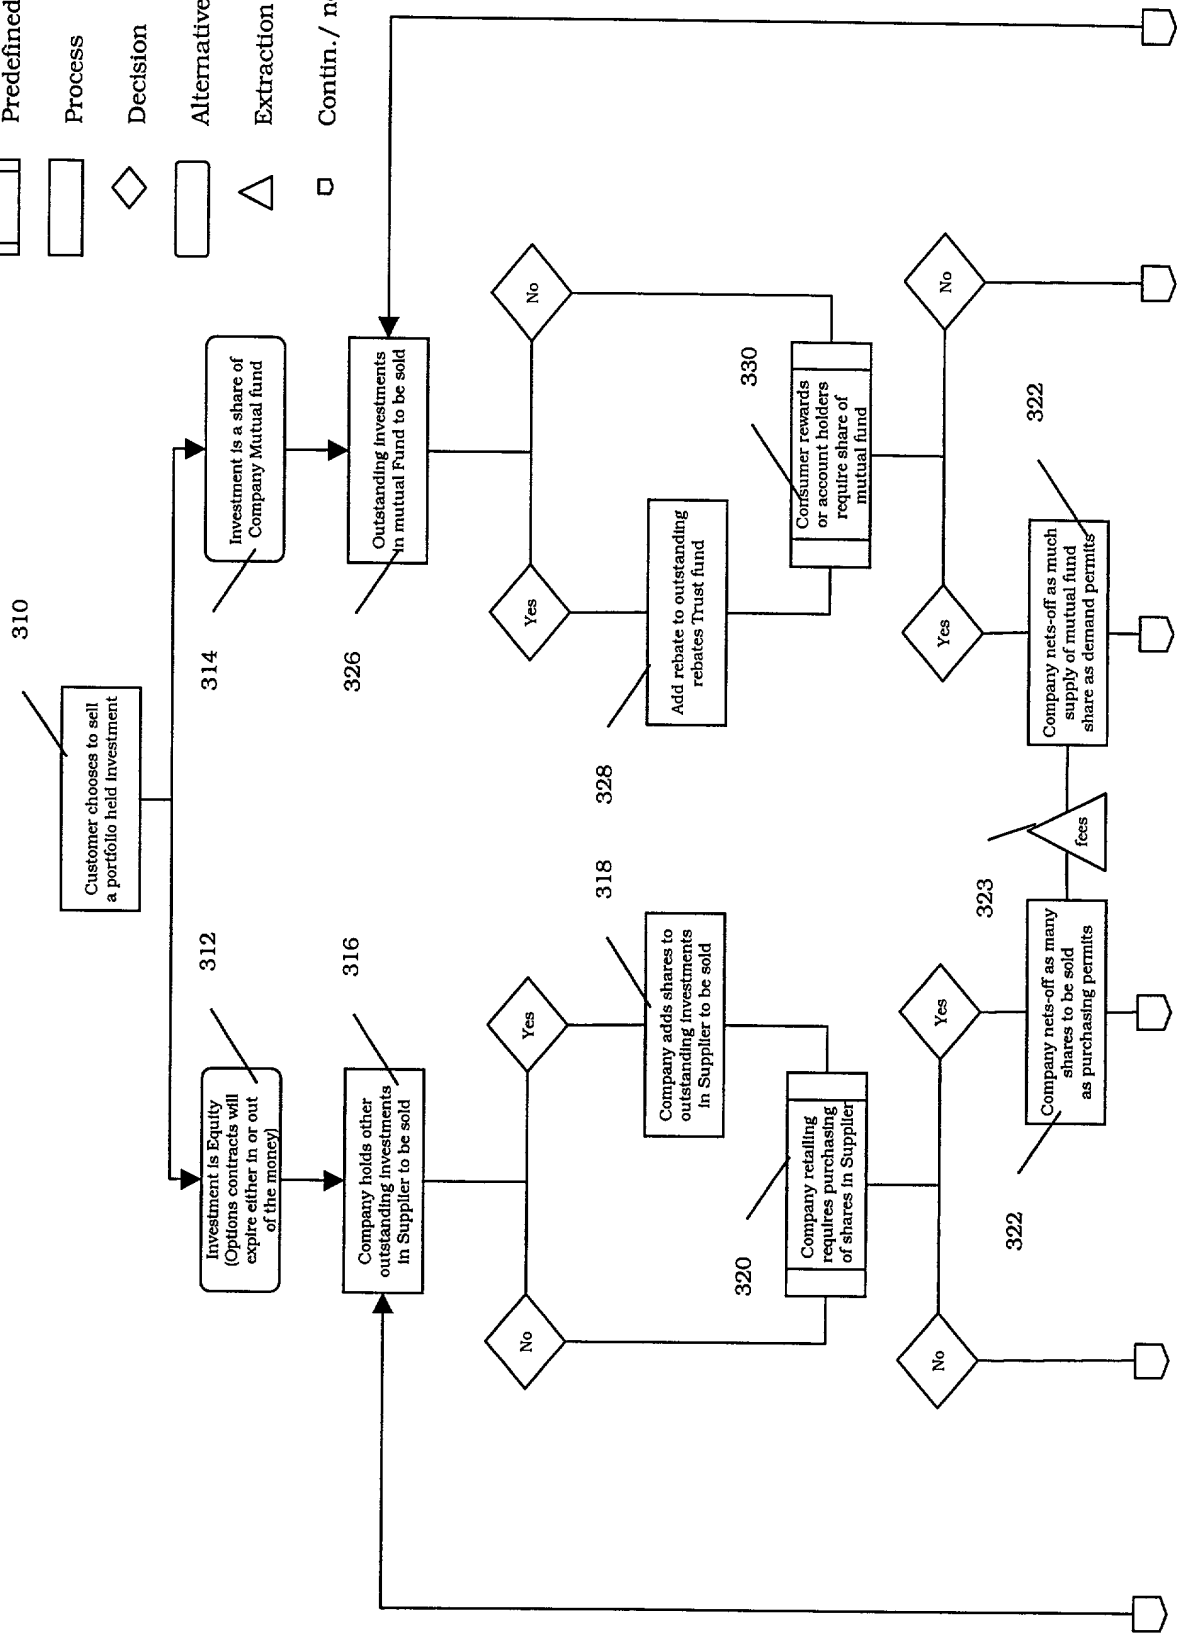 Predefined
Process
Decision
Alternative
Extraction
310
Customer chooses to sell
a portfolio held investment
312
Investment is Equity
(Options contracts will
expire either in or out
of the money)
314
Investment is a share of
Company Mutual fund
316
Company holds other
outstanding investments
in Supplier to be sold
326
Outstanding investments
in mutual Fund to be sold
No
Yes
Yes
No
318
Company adds shares to
outstanding investments
in Supplier to be sold
328
Add rebate to outstanding
rebates Trust fund
320
Company retailing
requires purchasing
of shares in Supplier
330
Consumer rewards
or account holders
require share of
mutual fund
No
Yes
Yes
No
322
Company nets-off as many
shares to be sold
as purchasing permits
323
fees
322
Company nets-off as much
supply of mutual fund
share as demand permits
Contin./ n